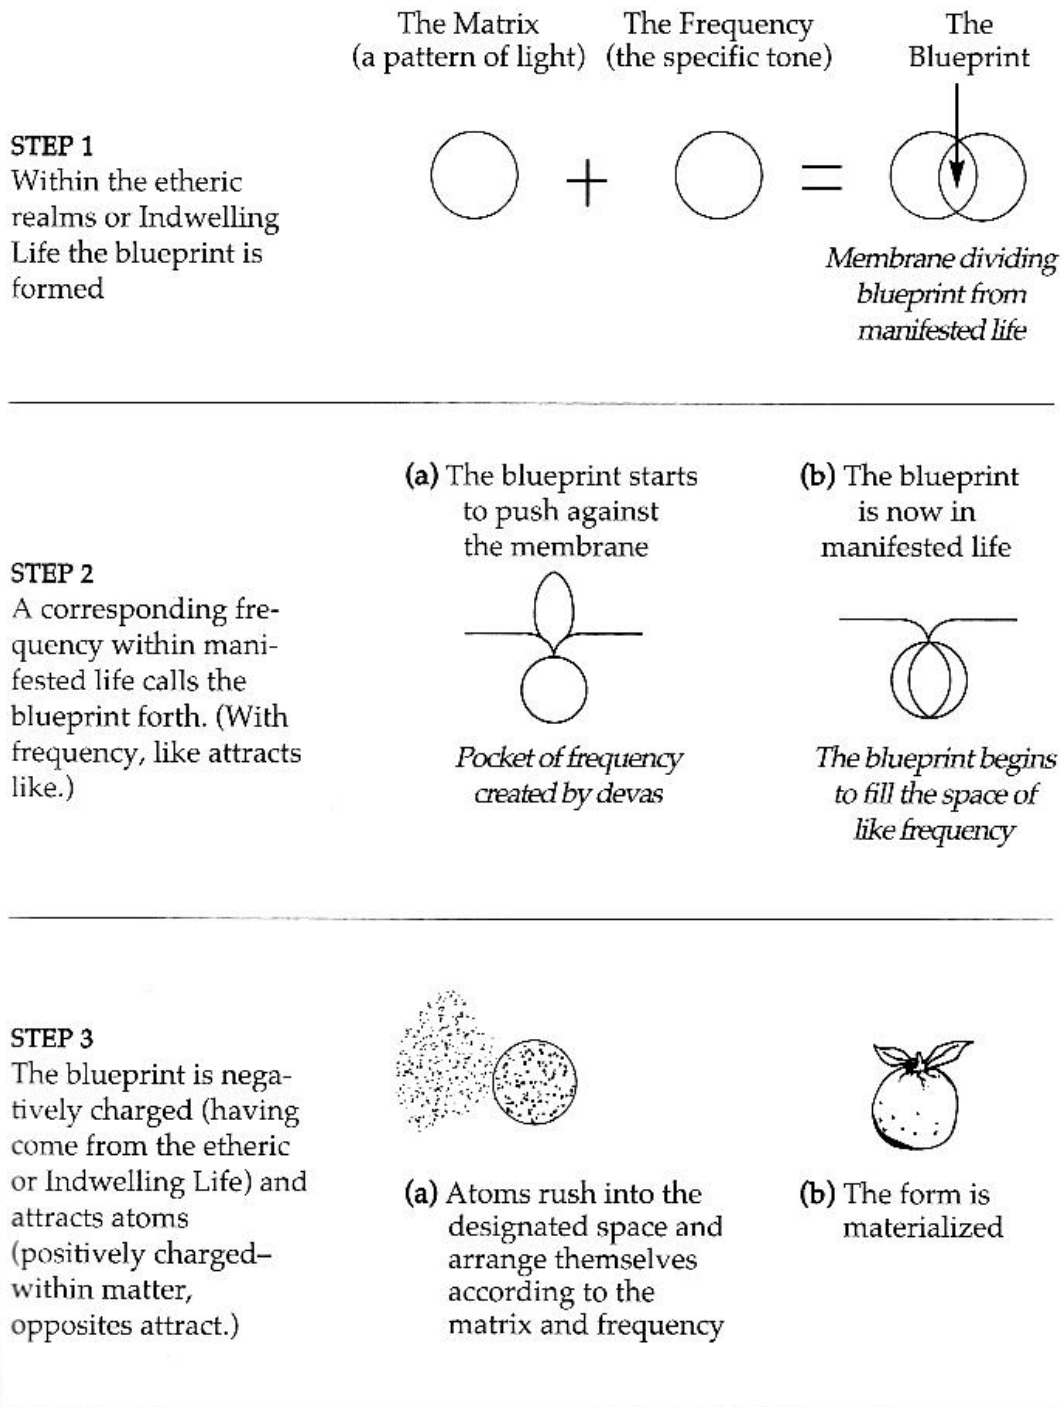 The Matrix
(a pattern of light)
The Frequency
(the specific tone)
The
Blueprint
STEP 1
Within the etheric
realms or Indwelling
Life the blueprint is
formed
+
=
Membrane dividing
blueprint from
manifested life
STEP 2
A corresponding fre-
quency within mani-
fested life calls the
blueprint forth. (With
frequency, like attracts
like.)
(a) The blueprint starts
to push against
the membrane
Pocket of frequency
created by devas
(b) The blueprint
is now in
manifested life
The blueprint begins
to fill the space of
like frequency
STEP 3
The blueprint is nega-
tively charged (having
come from the etheric
or Indwelling Life) and
attracts atoms
(positively charged–
within matter,
opposites attract.)
(a) Atoms rush into the
designated space and
arrange themselves
according to the
matrix and frequency
(b) The form is
materialized